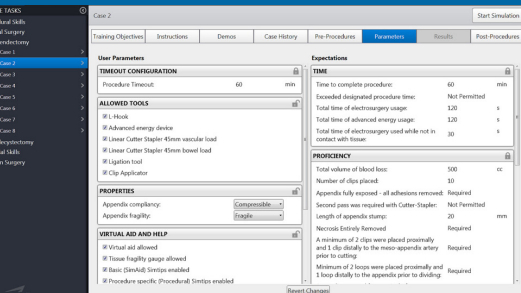 E TASKS
dural Skills
al Surgery
endectomy
Case 1
Case 2
Case 3
Case 4
Case 5
Case 6
Case 7
Case 8
lecystectomy
al Skills
n Surgery
Case 2
Start Simulation
Training Objectives Instructions Demos Case History Pre-Procedures Parameters Results Post-Procedures
User Parameters
TIMEOUT CONFIGURATION
Procedure Timeout: 60 min
ALLOWED TOOLS
L-Hook
Advanced energy device
Linear Cutter Stapler 45mm vascular load
Linear Cutter Stapler 45mm bowel load
Ligation tool
Clip Applicator
PROPERTIES
Appendix compliancy: Compressible
Appendix fragility: Fragile
VIRTUAL AID AND HELP
Virtual aid allowed
Tissue fragility gauge allowed
Basic (SimAid) Simtips enabled
Procedure specific (Procedural) Simtips enabled
Expectations
TIME
Time to complete procedure: 60 min
Exceeded designated procedure time: Not Permitted
Total time of electrosurgery usage: 120 s
Total time of advanced energy usage: 120 s
Total time of electrosurgery used while not in
contact with tissue: 30 s
PROFICIENCY
Total volume of blood loss: 500 cc
Number of clips placed: 10
Appendix fully exposed - all adhesions removed: Required
Second pass was required with Cutter-Stapler: Not Permitted
Length of appendix stump: 20 mm
Necrosis Entirely Removed Required
A minimum of 2 clips were placed proximally
and 1 clip distally to the meso-appendix artery Required
prior to cutting:
Minimum of 2 loops were placed proximally and
1 loop distally to the appendix prior to dividing: Required
Revert Changes